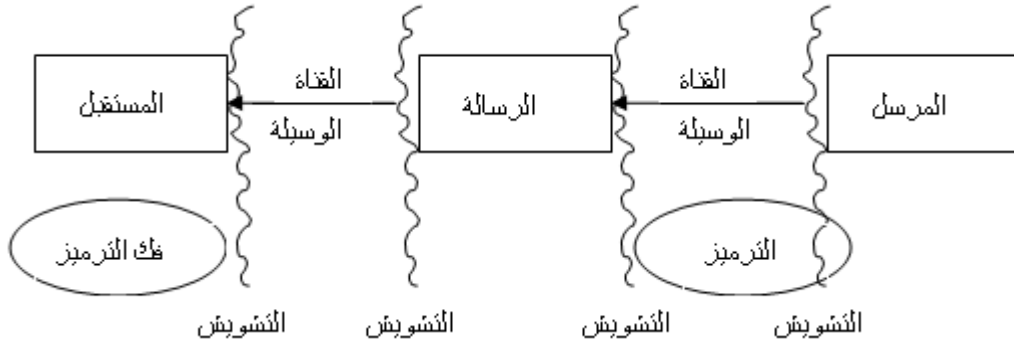 المرسل
القناة
الوسيلة
الرسالة
القناة
الوسيلة
المستقبل
الترميز
فك الترميز
التشويش
التشويش
التشويش
التشويش